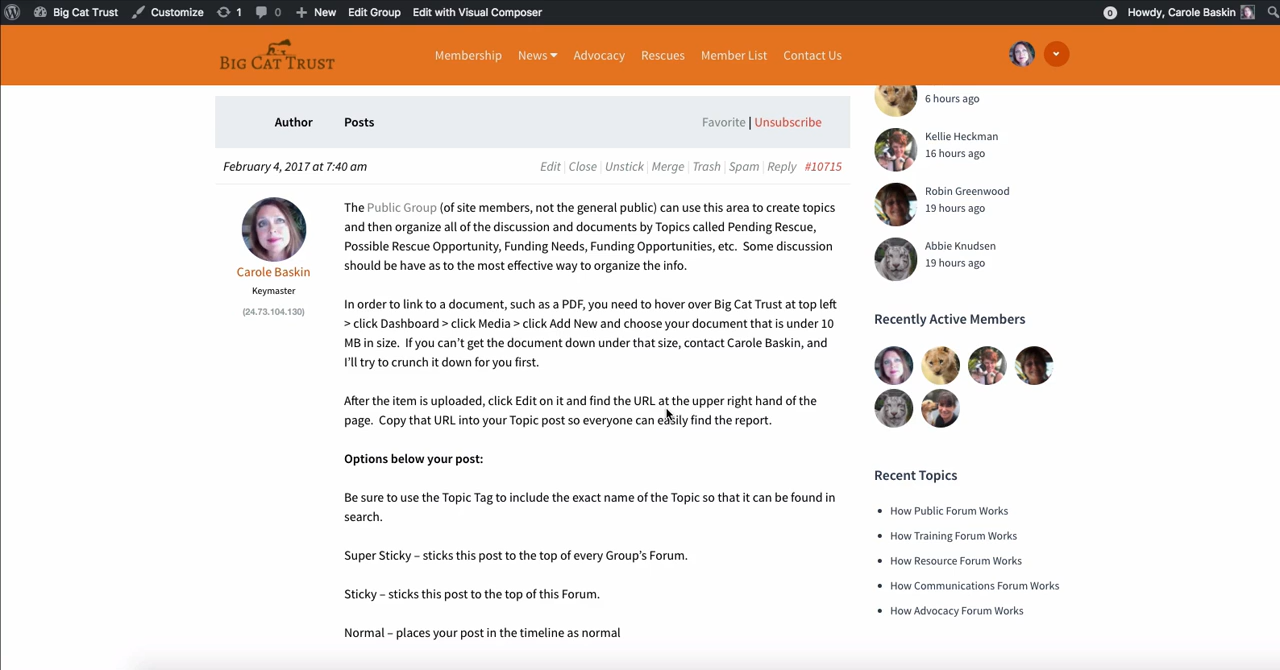 Big Cat Trust Customize 1 0 New Edit Group Edit with Visual Composer 0 Howdy, Carole Baskin
BIG CAT TRUST Membership News Advocacy Rescues Member List Contact Us
6 hours ago
Author Posts Favorite | Unsubscribe
Kellie Heckman
16 hours ago
February 4, 2017 at 7:40 am Edit | Close | Unstick | Merge | Trash | Spam | Reply #10715
Robin Greenwood
19 hours ago
Abbie Knudsen
19 hours ago
Carole Baskin
Keymaster
(24.73.104.130)
The Public Group (of site members, not the general public) can use this area to create topics
and then organize all of the discussion and documents by Topics called Pending Rescue,
Possible Rescue Opportunity, Funding Needs, Funding Opportunities, etc. Some discussion
should be have as to the most effective way to organize the info.
In order to link to a document, such as a PDF, you need to hover over Big Cat Trust at top left
> click Dashboard > click Media > click Add New and choose your document that is under 10
MB in size. If you can't get the document down under that size, contact Carole Baskin, and
I'll try to crunch it down for you first.
After the item is uploaded, click Edit on it and find the URL at the upper right hand of the
page. Copy that URL into your Topic post so everyone can easily find the report.
Options below your post:
Be sure to use the Topic Tag to include the exact name of the Topic so that it can be found in
search.
Super Sticky – sticks this post to the top of every Group's Forum.
Sticky – sticks this post to the top of this Forum.
Normal – places your post in the timeline as normal
Recently Active Members
Recent Topics
How Public Forum Works
How Training Forum Works
How Resource Forum Works
How Communications Forum Works
How Advocacy Forum Works